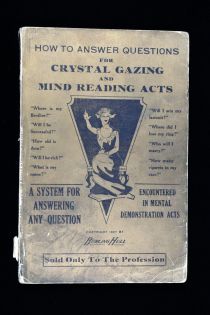 HOW TO ANSWER QUESTIONS
FOR
CRYSTAL GAZING
AND
MIND READING ACTS
"Where is my
Brother?"
"Will I be
Successful?"
"How old is
Aunt?"
"Will I be rich?"
"What is my
name?"
"Will I win my
lawsuit?"
"Where did I
lose my ring?"
"Who will I
marry?"
"How many
in my
A SYSTEM FOR
ANSWERING
ANY QUESTION
ENCOUNTERED
IN MENTAL
DEMONSTRATION ACTS
COPYRIGHT BY
Sold Only To The Profession